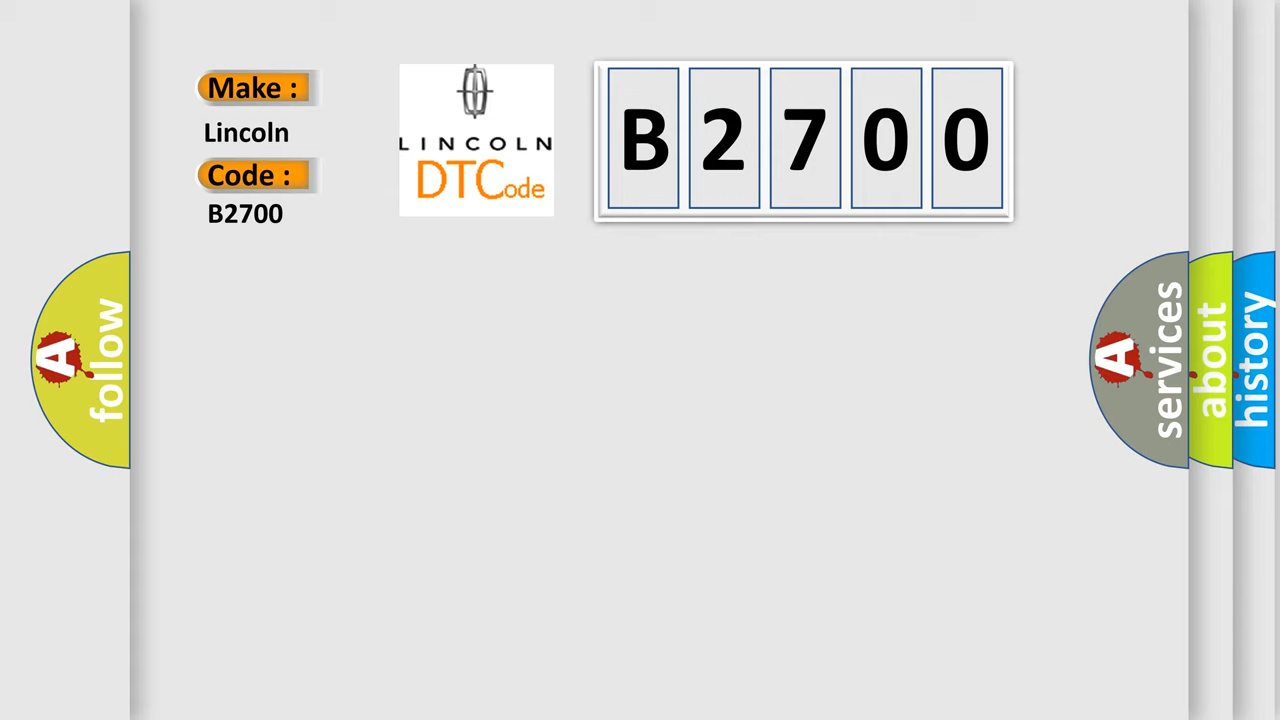 Make :
Lincoln
Code :
B2700
LINCOLN
DTCode
B 2 7 0 0
A follow
A services
about
history